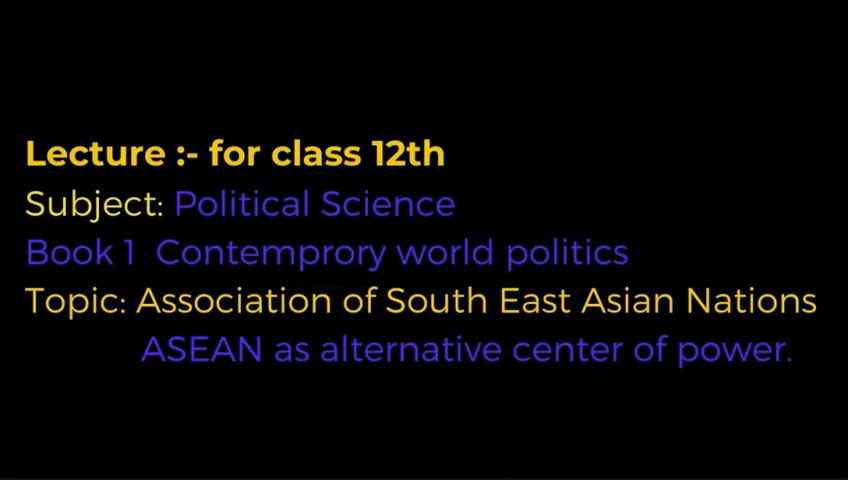 Lecture :- for class 12th
Subject: Political Science
Book 1 Contemprory world politics
Topic: Association of South East Asian Nations
ASEAN as alternative center of power.